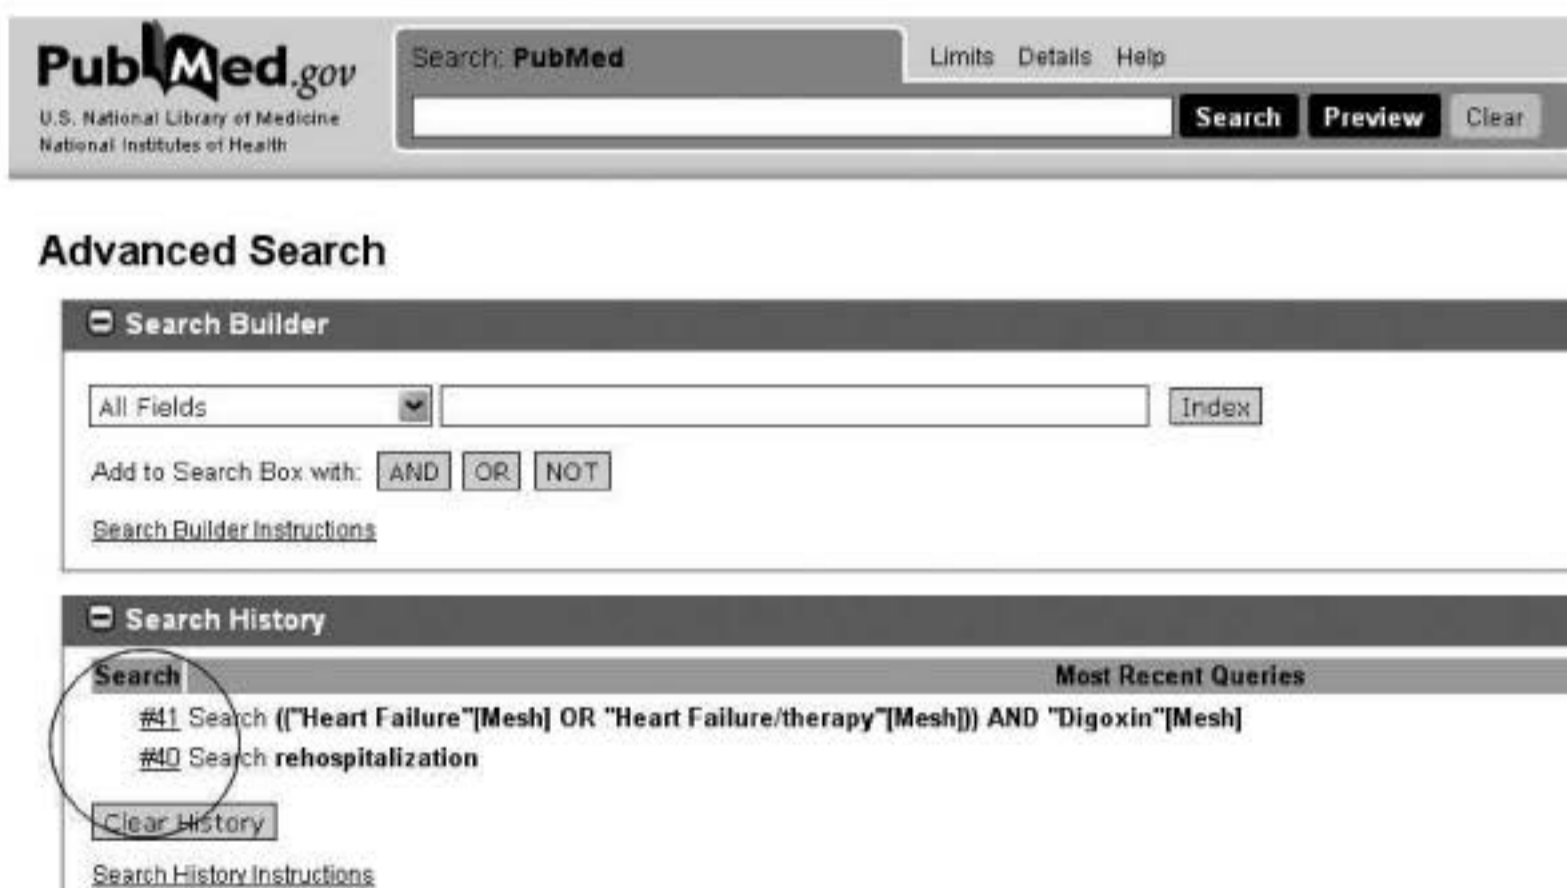 PubMed.gov
U.S. National Library of Medicine
National Institutes of Health
Search: PubMed
Limits Details Help
Search Preview Clear
Advanced Search
Search Builder
All Fields
Index
Add to Search Box with: AND OR NOT
Search Builder Instructions
Search History
Search Most Recent Queries
#41 Search (("Heart Failure"[Mesh] OR "Heart Failure/therapy"[Mesh])) AND "Digoxin"[Mesh]
#40 Search rehospitalization
Clear History
Search History Instructions